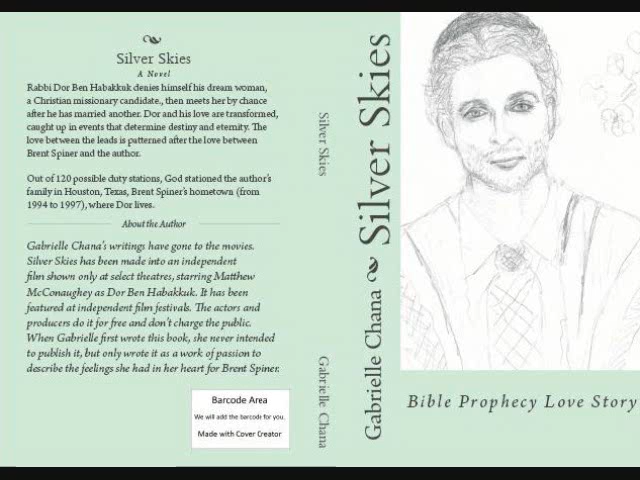 Silver Skies
A Novel
Rabbi Dor Ben Habakkuk denies himself his dream woman,
a Christian missionary candidate., then meets her by chance
after he has married another. Dor and his love are transformed,
caught up in events that determine destiny and eternity. The
love between the leads is patterned after the love between
Brent Spiner and the author.
Out of 120 possible duty stations, God stationed the author's
family in Houston, Texas, Brent Spiner's hometown (from
1994 to 1997), where Dor lives.
About the Author
Gabrielle Chana's writings have gone to the movies.
Silver Skies has been made into an independent
film shown only at select theatres, starring Matthew
McConaughey as Dor Ben Habakkuk. It has been
featured at independent film festivals. The actors and
producers do it for free and don't charge the public.
When Gabrielle first wrote this book, she never intended
to publish it, but only wrote it as a work of passion to
describe the feelings she had in her heart for Brent Spiner.
Barcode Area
We will add the barcode for you.
Made with Cover Creator
Silver Skies
Gabrielle Chana
Gabrielle Chana Silver Skies
Bible Prophecy Love Story